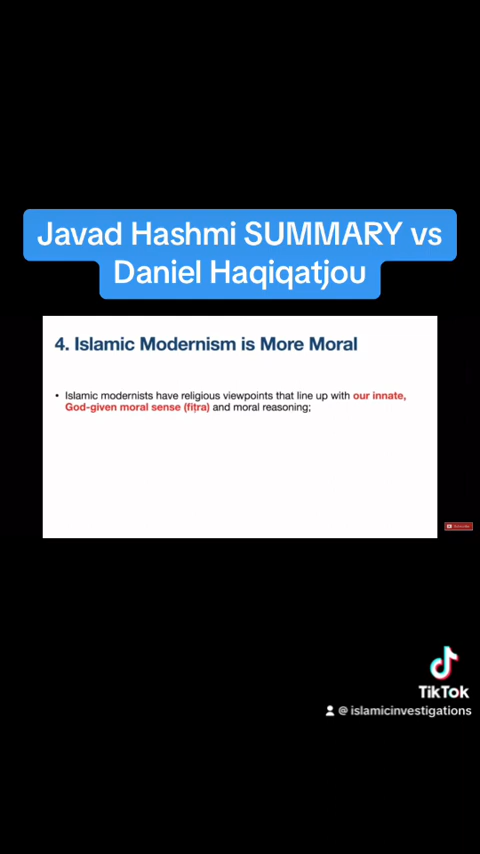 Javad Hashmi SUMMARY vs
Daniel Haqiqatjou
4. Islamic Modernism is More Moral
• Islamic modernists have religious viewpoints that line up with our innate,
God-given moral sense (fiṭra) and moral reasoning;
TikTok
@ islamicinvestigations